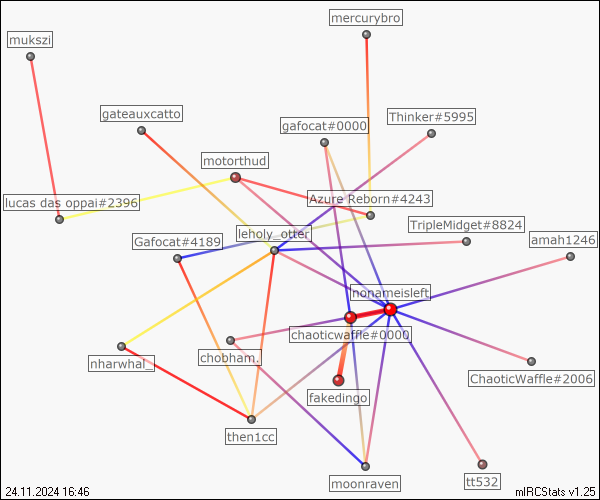 mercurybro
mukszi
gateauxcatto
Thinker#5995
gafocat#0000
motorthud
Azure Reborn#4243
lucas das oppai#2396
TripleMidget#8824
leholy_otter
Gafocat#4189
amah1246
nonameisleft
chaoticwaffle#0000
chobham.
nharwhal_
ChaoticWaffle#2006
fakedingo
then1cc
moonraven
tt532
24.11.2024 16:46
mIRCStats v1.25